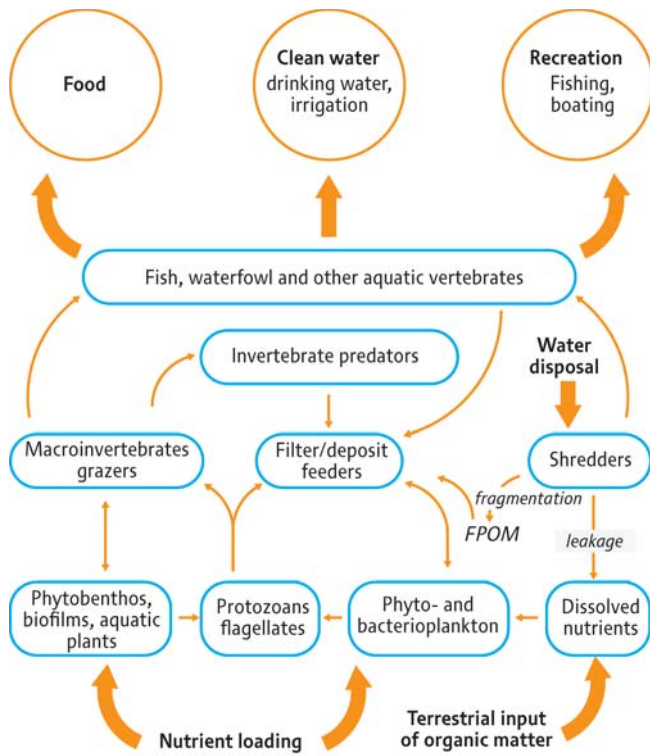 Food
Clean water
drinking water,
irrigation
Recreation
Fishing,
boating
Fish, waterfowl and other aquatic vertebrates
Invertebrate predators
Water
disposal
Macroinvertebrates
grazers
Filter/deposit
feeders
Shredders
fragmentation
FPOM
leakage
Phytobenthos,
biofilms, aquatic
plants
Protozoans
flagellates
Phyto- and
bacterioplankton
Dissolved
nutrients
Nutrient loading
Terrestrial input
of organic matter